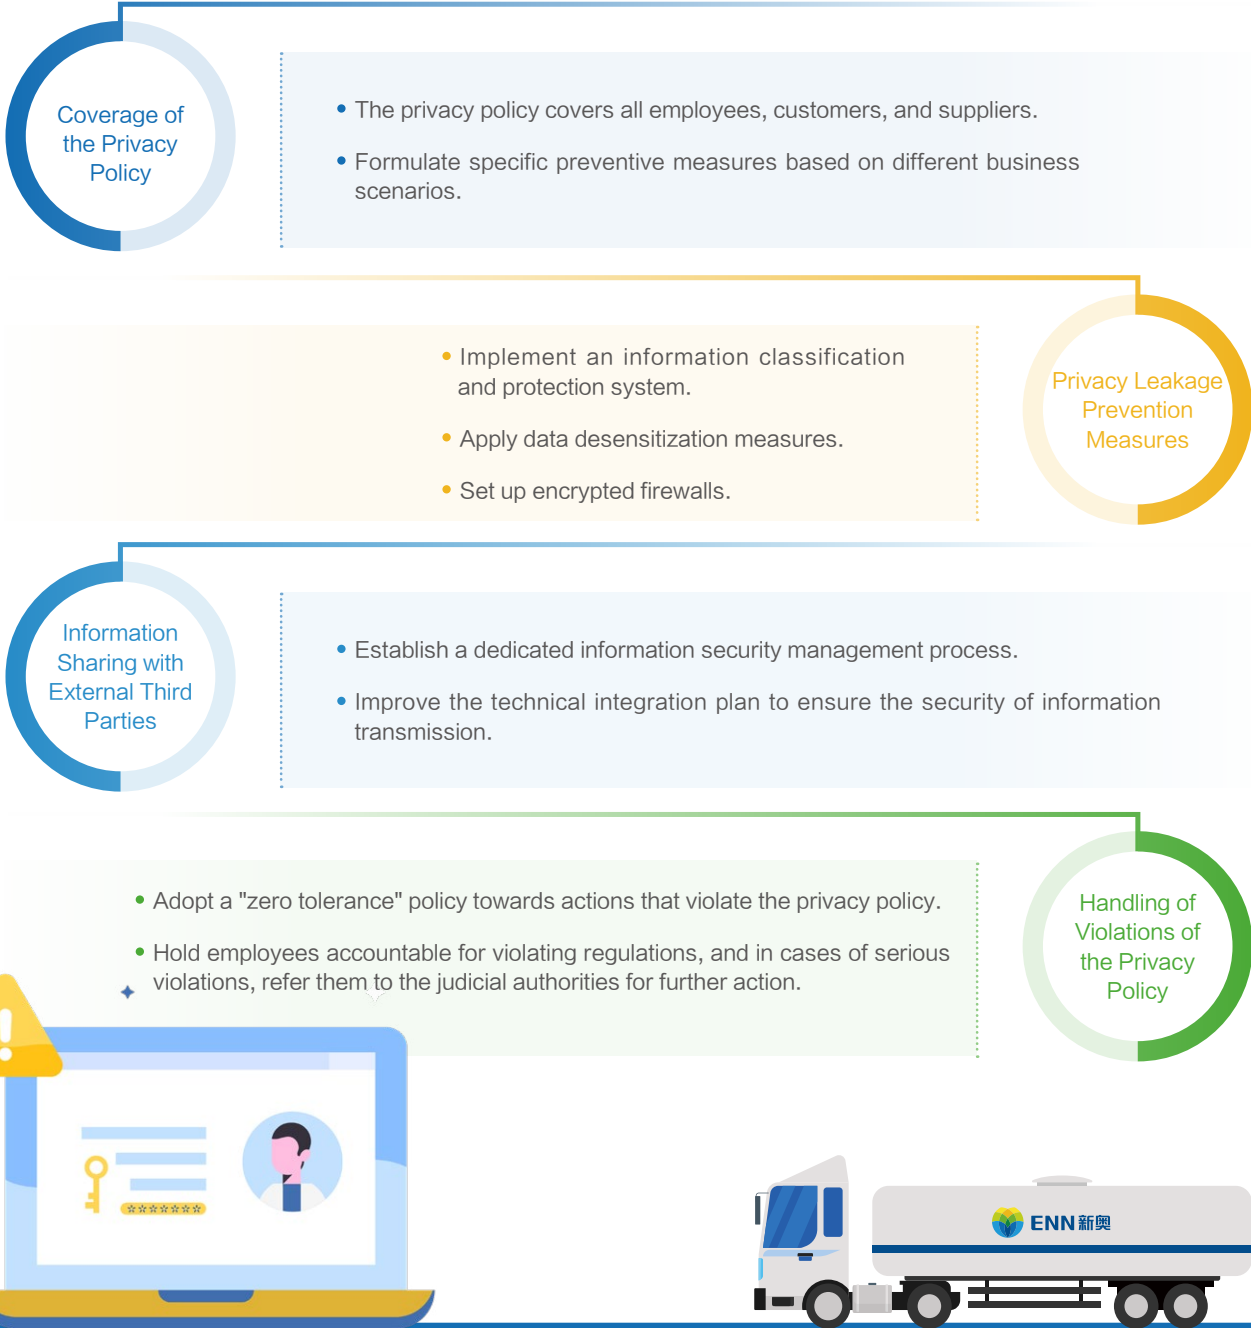 Coverage of
the Privacy
Policy
• The privacy policy covers all employees, customers, and suppliers.
• Formulate specific preventive measures based on different business
scenarios.
• Implement an information classification
and protection system.
• Apply data desensitization measures.
• Set up encrypted firewalls.
Privacy Leakage
Prevention
Measures
Information
Sharing with
External Third
Parties
• Establish a dedicated information security management process.
• Improve the technical integration plan to ensure the security of information
transmission.
• Adopt a "zero tolerance" policy towards actions that violate the privacy policy.
• Hold employees accountable for violating regulations, and in cases of serious
violations, refer them to the judicial authorities for further action.
Handling of
Violations of
the Privacy
Policy
ENN新奥